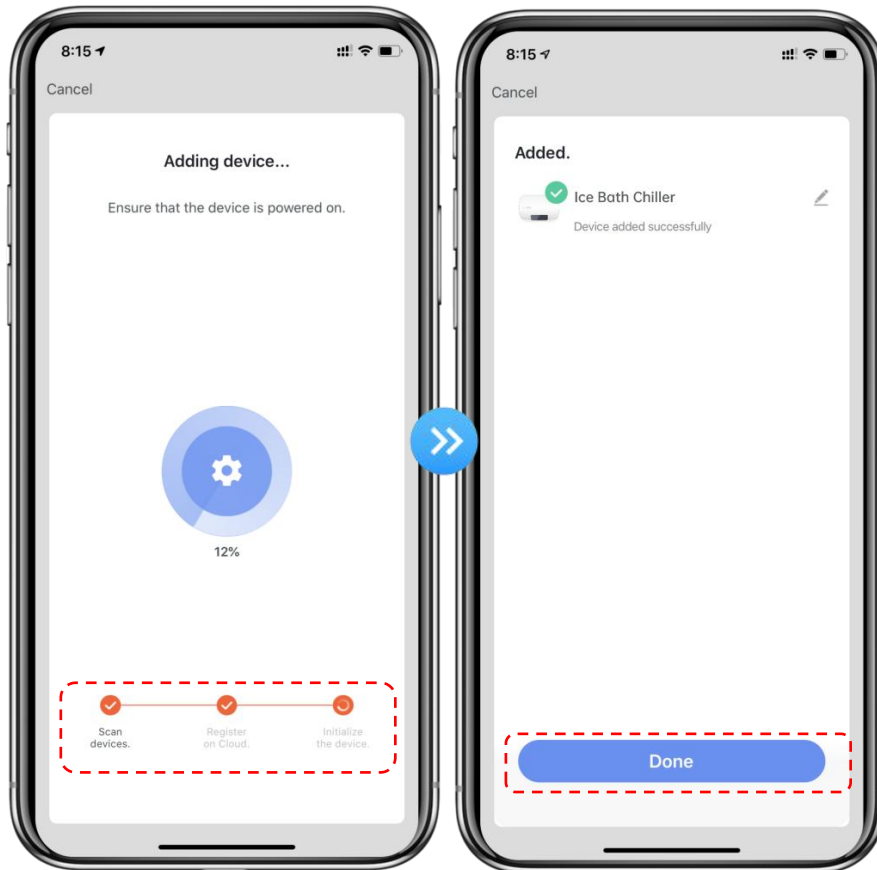 8:15
Cancel
Adding device...
Ensure that the device is powered on.
12%
Scan
devices.
Register
on Cloud.
Initialize
the device.
8:15
Cancel
Added.
Ice Bath Chiller
Device added successfully
Done